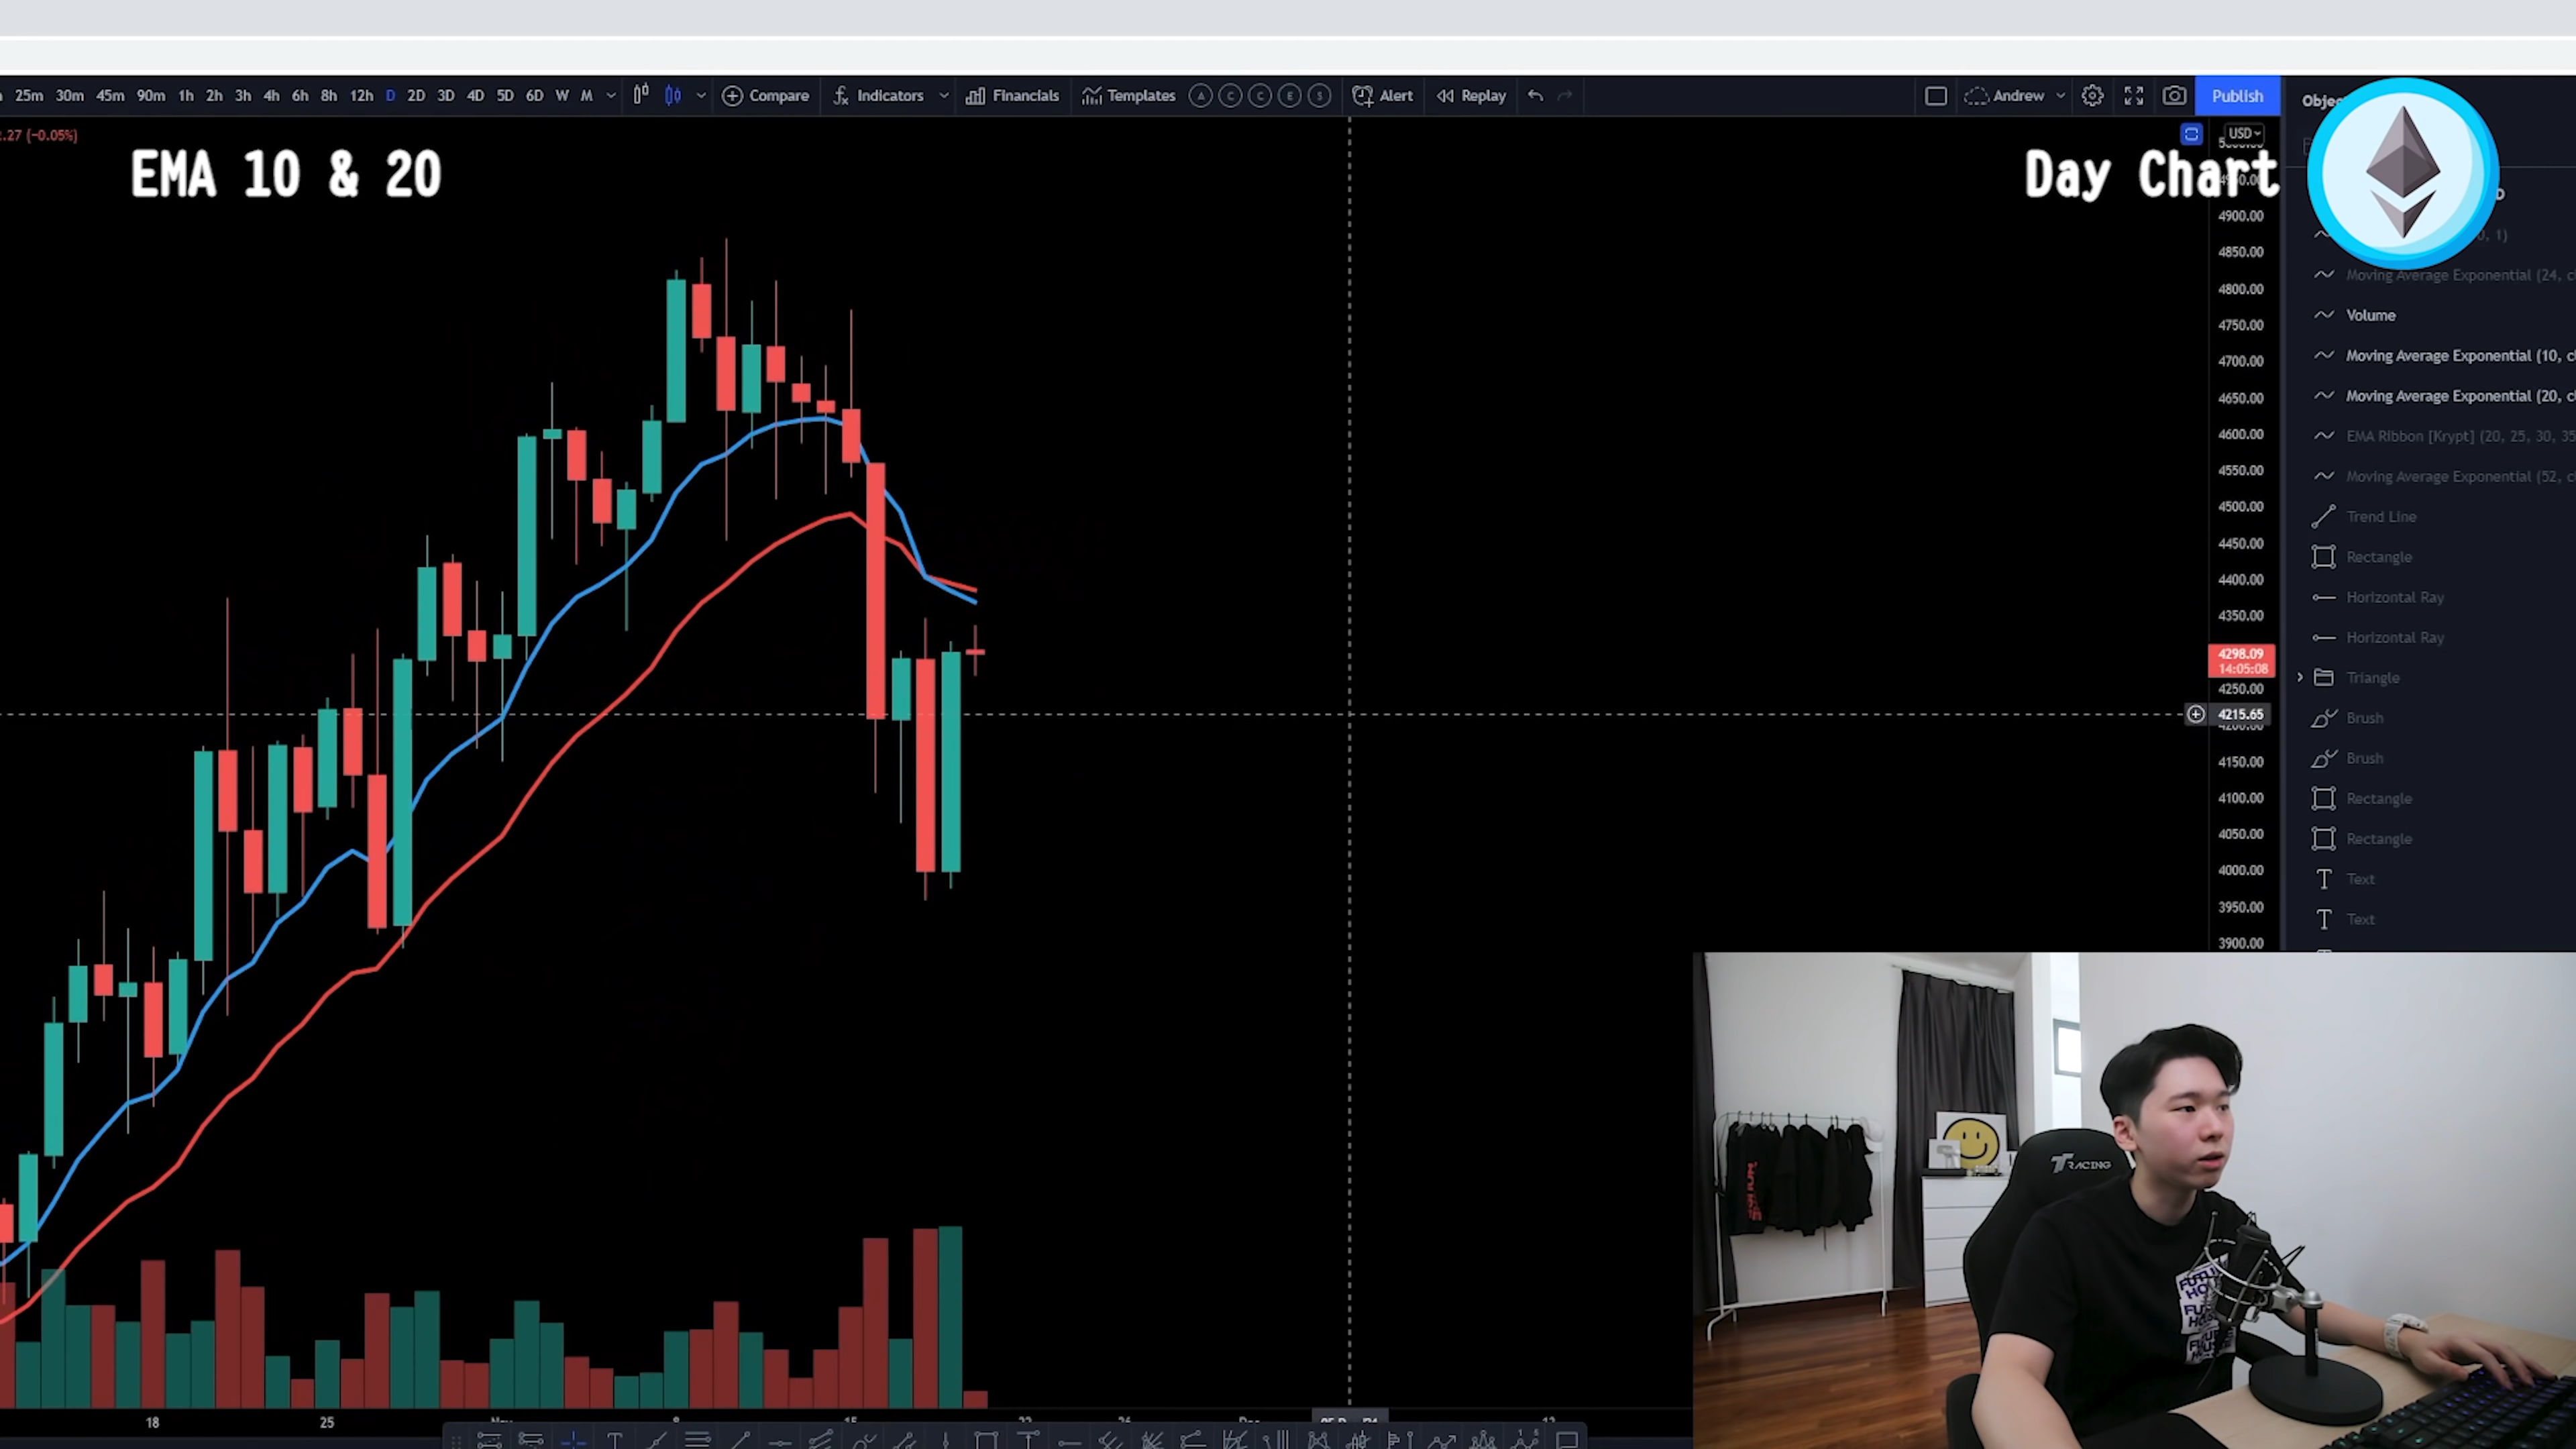 25m 30m 45m 90m 1h 2h 3h 4h 6h 8h 12h D 2D 3D 4D 5D 6D W M Compare Indicators Financials Templates A C C E S Alert Replay Andrew Publish
.27 (−0.05%)
USD
EMA 10 & 20
Day Chart
4900.00
4850.00
4800.00
4750.00
4700.00
4650.00
4600.00
4550.00
4500.00
4450.00
4400.00
4350.00
4298.09
14:05:08
4250.00
4215.65
4150.00
4100.00
4050.00
4000.00
3950.00
3900.00
, 1)
Moving Average Exponential (24, c
Volume
Moving Average Exponential (10, c
Moving Average Exponential (20, c
EMA Ribbon [Krypt] (20, 25, 30, 35
Moving Average Exponential (52, c
Trend Line
Rectangle
Horizontal Ray
Horizontal Ray
Triangle
Brush
Brush
Rectangle
Rectangle
Text
Text
18 25 8 15
T RACING